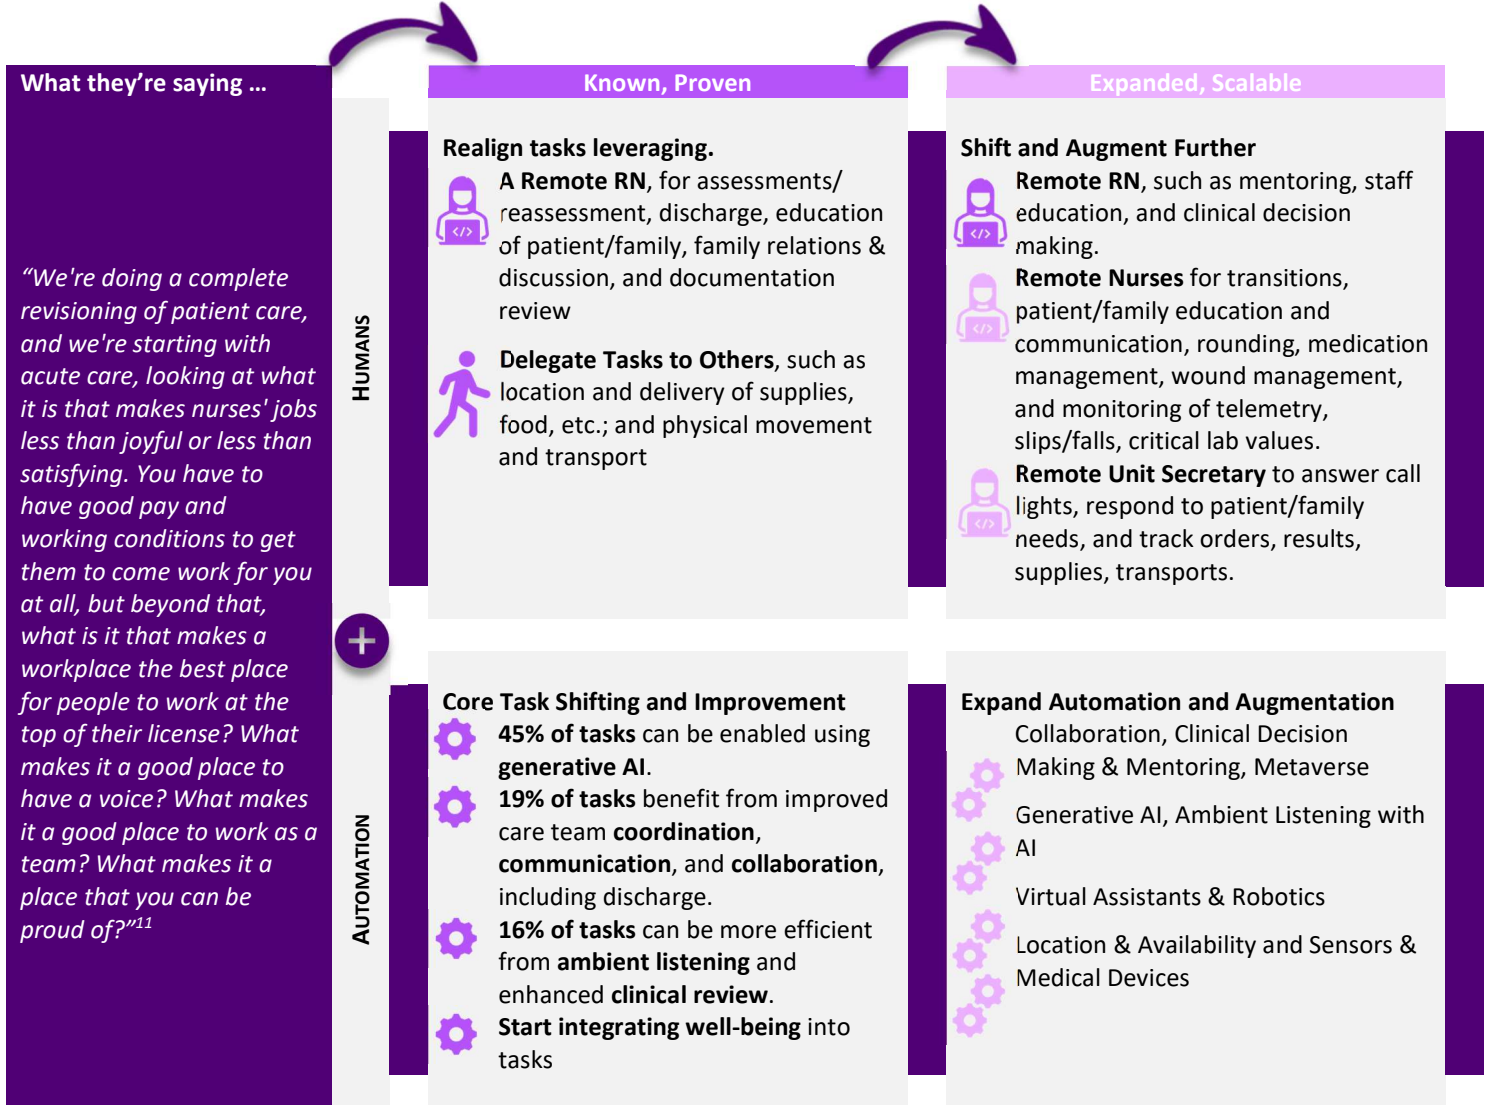 What they're saying …
"We're doing a complete
revisioning of patient care,
and we're starting with
acute care, looking at what
it is that makes nurses' jobs
less than joyful or less than
satisfying. You have to
have good pay and
working conditions to get
them to come work for you
at all, but beyond that,
what is it that makes a
workplace the best place
for people to work at the
top of their license? What
makes it a good place to
have a voice? What makes
it a good place to work as a
team? What makes it a
place that you can be
proud of?"11
HUMANS
+
AUTOMATION
Known, Proven
Realign tasks leveraging.
A Remote RN, for assessments/
reassessment, discharge, education
of patient/family, family relations &
discussion, and documentation
review
Delegate Tasks to Others, such as
location and delivery of supplies,
food, etc.; and physical movement
and transport
Expanded, Scalable
Shift and Augment Further
Remote RN, such as mentoring, staff
education, and clinical decision
making.
Remote Nurses for transitions,
patient/family education and
communication, rounding, medication
management, wound management,
and monitoring of telemetry,
slips/falls, critical lab values.
Remote Unit Secretary to answer call
lights, respond to patient/family
needs, and track orders, results,
supplies, transports.
Core Task Shifting and Improvement
45% of tasks can be enabled using
generative AI.
19% of tasks benefit from improved
care team coordination,
communication, and collaboration,
including discharge.
16% of tasks can be more efficient
from ambient listening and
enhanced clinical review.
Start integrating well-being into
tasks
Expand Automation and Augmentation
Collaboration, Clinical Decision
Making & Mentoring, Metaverse
Generative AI, Ambient Listening with
AI
Virtual Assistants & Robotics
Location & Availability and Sensors &
Medical Devices